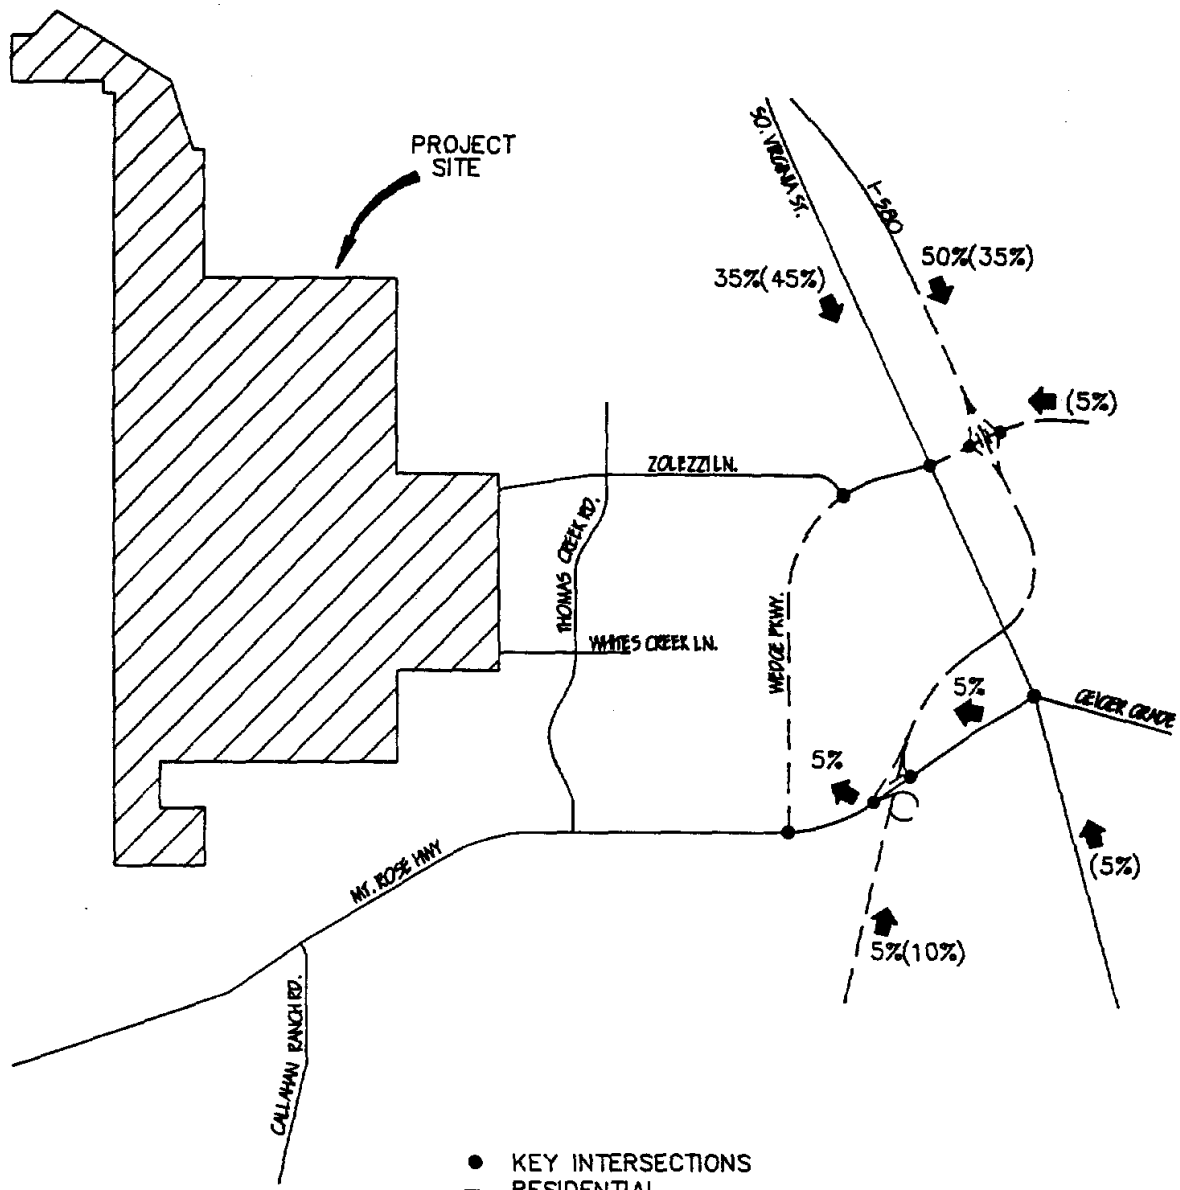 PROJECT
SITE
SO. VIRGINIA ST.
I-580
50%(35%)
35%(45%)
(5%)
ZOLEZZI LN.
THOMAS CREEK RD.
WHITES CREEK LN.
WEDGE PKWY.
5%
GEIGER GRADE
5%
(5%)
MT. ROSE HWY
5%(10%)
CALLAHAN RANCH RD.
KEY INTERSECTIONS
RESIDENTIAL